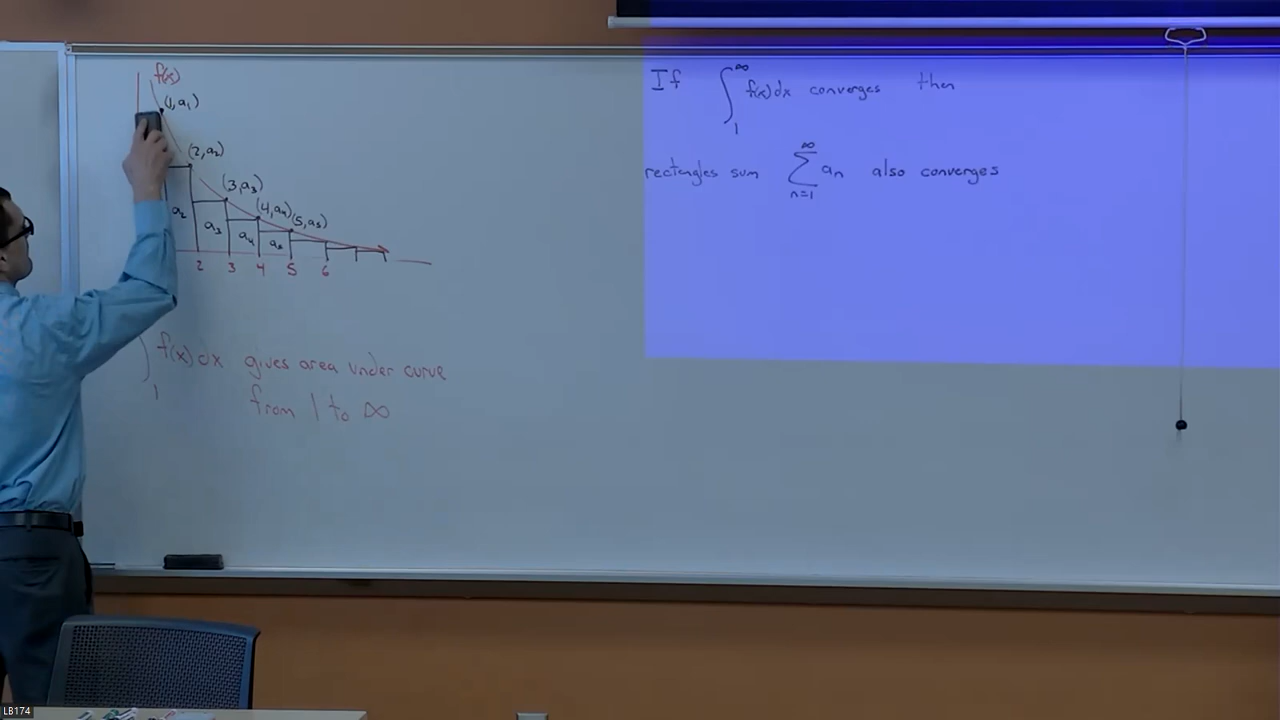 f(x)
(1,a₁)
(2,a₂)
(3,a₃)
(4,a₄)
(5,a₅)
a₂
a₃
a₄
a₅
2 3 4 5 6
∫₁ f(x) dx gives area under curve
from 1 to ∞
If ∫₁^∞ f(x) dx converges then
rectangles sum ∑_{n=1}^∞ aₙ also converges
LB174